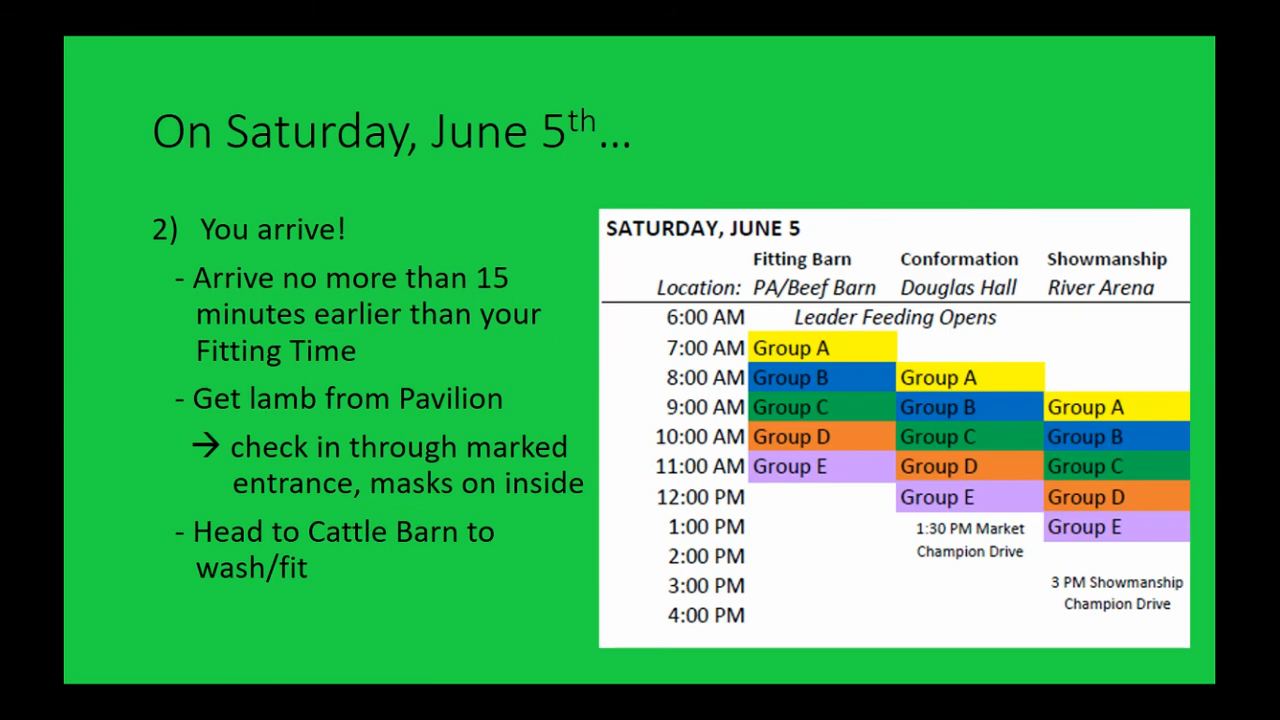 On Saturday, June 5th...
2) You arrive!
- Arrive no more than 15
minutes earlier than your
Fitting Time
- Get lamb from Pavilion
→ check in through marked
entrance, masks on inside
- Head to Cattle Barn to
wash/fit
SATURDAY, JUNE 5
Fitting Barn Conformation Showmanship
Location: PA/Beef Barn Douglas Hall River Arena
6:00 AM Leader Feeding Opens
7:00 AM Group A
8:00 AM Group B Group A
9:00 AM Group C Group B Group A
10:00 AM Group D Group C Group B
11:00 AM Group E Group D Group C
12:00 PM Group E Group D
1:00 PM 1:30 PM Market Group E
2:00 PM Champion Drive
3:00 PM 3 PM Showmanship
4:00 PM Champion Drive